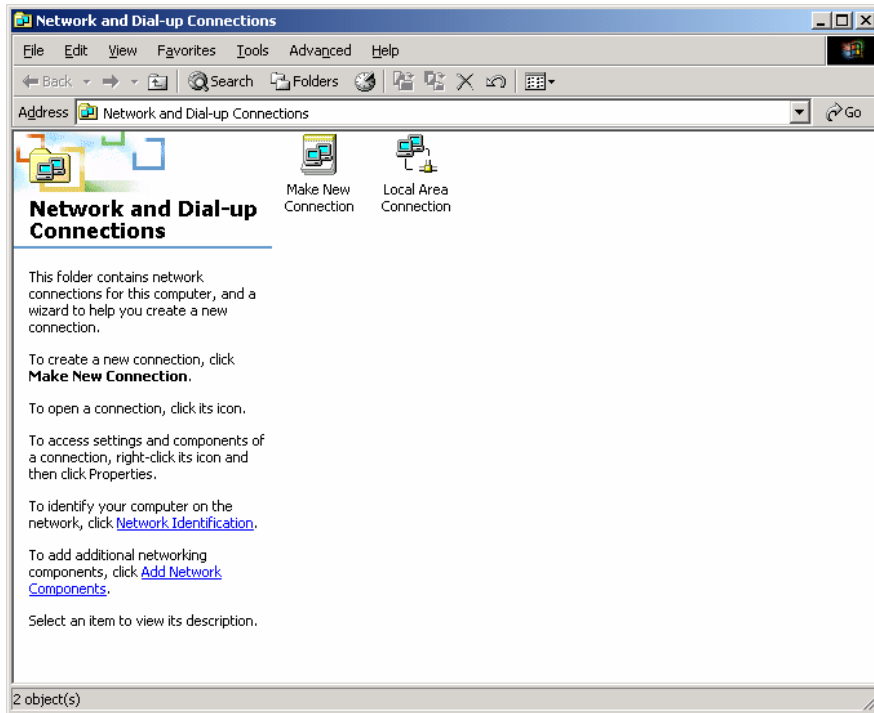 Network and Dial-up Connections
File Edit View Favorites Tools Advanced Help
Back Search Folders
Address Network and Dial-up Connections Go
Make New Connection
Local Area Connection
Network and Dial-up
Connections
This folder contains network
connections for this computer, and a
wizard to help you create a new
connection.
To create a new connection, click
Make New Connection.
To open a connection, click its icon.
To access settings and components of
a connection, right-click its icon and
then click Properties.
To identify your computer on the
network, click Network Identification.
To add additional networking
components, click Add Network
Components.
Select an item to view its description.
2 object(s)